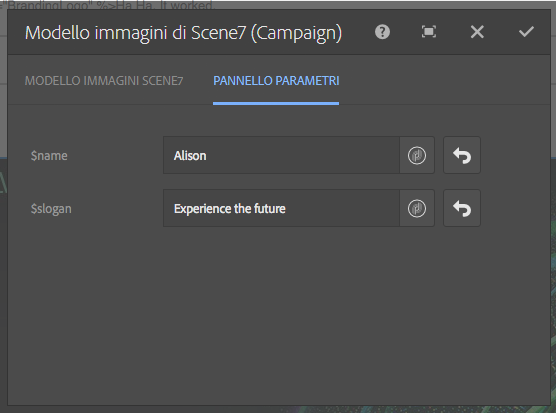 ="BrandingLogo" %>Ha Ha. It worked.
Modello immagini di Scene7 (Campaign)
MODELLO IMMAGINI SCENE7 PANNELLO PARAMETRI
$name Alison
$slogan Experience the future